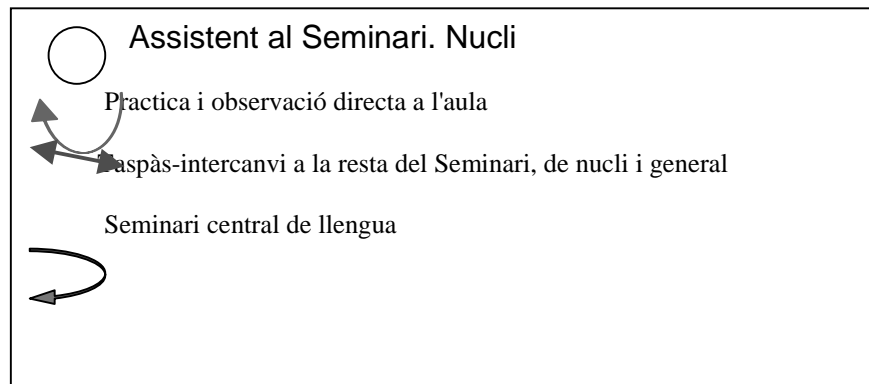 Assistent al Seminari. Nucli
Practica i observació directa a l'aula
Taspàs-intercanvi a la resta del Seminari, de nucli i general
Seminari central de llengua